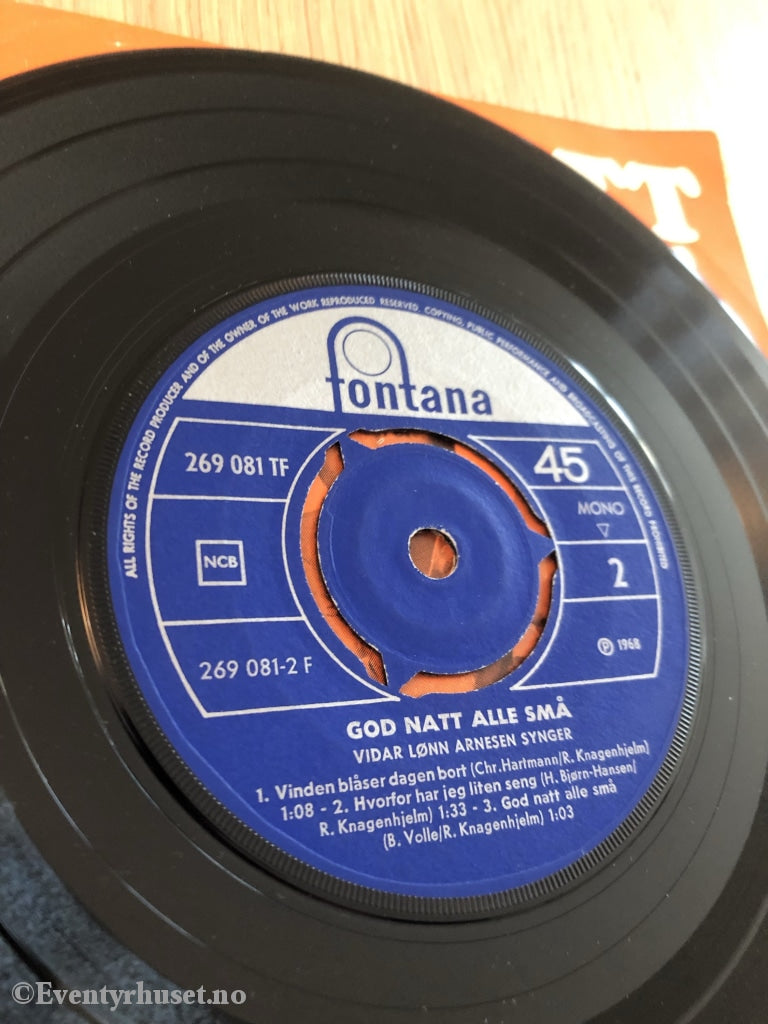 ALL RIGHTS OF THE RECORD PRODUCER AND OF THE OWNER OF THE WORK REPRODUCED RESERVED. COPYING, PUBLIC PERFORMANCE AND BROADCASTING OF THIS RECORD PROHIBITED
fontana
269 081 TF
45
MONO
NCB
2
269 081-2 F
℗ 1968
GOD NATT ALLE SMÅ
VIDAR LØNN ARNESEN SYNGER
1. Vinden blåser dagen bort (Chr. Hartmann/R. Knagenhjelm)
1:08 - 2. Hvorfor har jeg liten seng (H. Bjørn-Hansen/
R. Knagenhjelm) 1:33 - 3. God natt alle små
(B. Volle/R. Knagenhjelm) 1:03
©Eventyrhuset.no